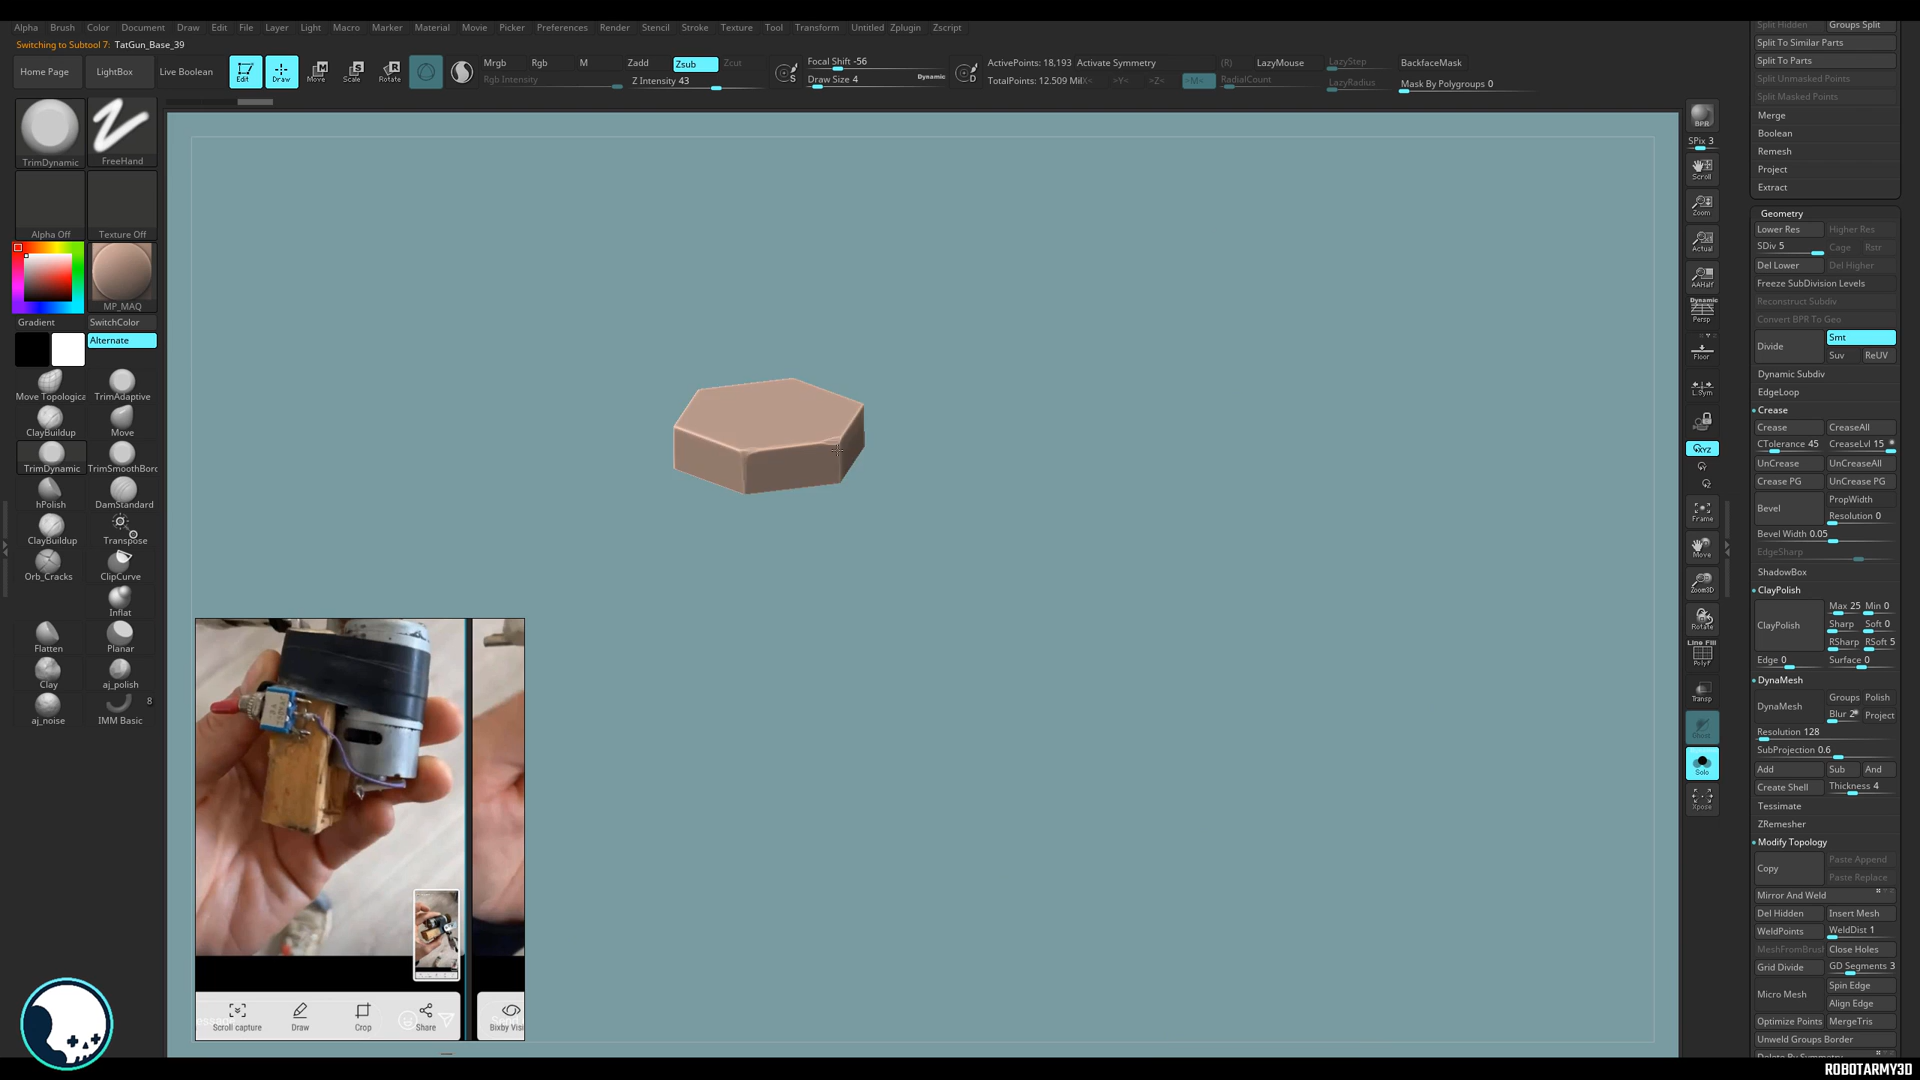 Alpha Brush Color Document Draw Edit File Layer Light Macro Marker Material Movie Picker Preferences Render Stencil Stroke Texture Tool Transform Untitled Zplugin Zscript
Switching to Subtool 7: TatGun_Base_39
Home Page LightBox Live Boolean Edit Draw Move Scale Rotate
Mrgb Rgb M Zadd Zsub Zcut
Rgb Intensity Z Intensity 43
Focal Shift -56
Draw Size 4 Dynamic
ActivePoints: 18,193 Activate Symmetry (R) LazyMouse LazyStep BackfaceMask
TotalPoints: 12.509 Mil >Y< >Z< >M< RadialCount LazyRadius Mask By Polygroups 0
TrimDynamic FreeHand
Alpha Off Texture Off
MP_MAQ
Gradient SwitchColor
Alternate
Move Topologica TrimAdaptive
ClayBuildup Move
TrimDynamic TrimSmoothBord
hPolish DamStandard
ClayBuildup Transpose
Orb_Cracks ClipCurve
Inflat
Flatten Planar
Clay aj_polish
8
aj_noise IMM Basic
Scroll capture Draw Crop Share Bixby Visi
BPR
SPix 3
Scroll
Zoom
Actual
AAHalf
Dynamic
Persp
Floor
L.Sym
XYZ
Frame
Move
Zoom3D
Rotate
Line Fill
PolyF
Transp
Ghost
Solo
Xpose
Split Hidden Groups Split
Split To Similar Parts
Split To Parts
Split Unmasked Points
Split Masked Points
Merge
Boolean
Remesh
Project
Extract
Geometry
Lower Res Higher Res
SDiv 5 Cage Rstr
Del Lower Del Higher
Freeze SubDivision Levels
Reconstruct Subdiv
Convert BPR To Geo
Divide Smt
Suv ReUV
Dynamic Subdiv
EdgeLoop
Crease
Crease CreaseAll
CTolerance 45 CreaseLvl 15
UnCrease UnCreaseAll
Crease PG UnCrease PG
Bevel PropWidth
Resolution 0
Bevel Width 0.05
EdgeSharp
ShadowBox
ClayPolish
Max 25 Min 0
ClayPolish Sharp Soft 0
RSharp RSoft 5
Edge 0 Surface 0
DynaMesh
DynaMesh Groups Polish
Blur 2 Project
Resolution 128
SubProjection 0.6
Add Sub And
Create Shell Thickness 4
Tessimate
ZRemesher
Modify Topology
Copy Paste Append
Paste Replace
Mirror And Weld
Del Hidden Insert Mesh
WeldPoints WeldDist 1
MeshFromBrush Close Holes
Grid Divide GD Segments 3
Micro Mesh Spin Edge
Align Edge
Optimize Points MergeTris
Unweld Groups Border
Delete By Symmetry
ROBOTARMY3D